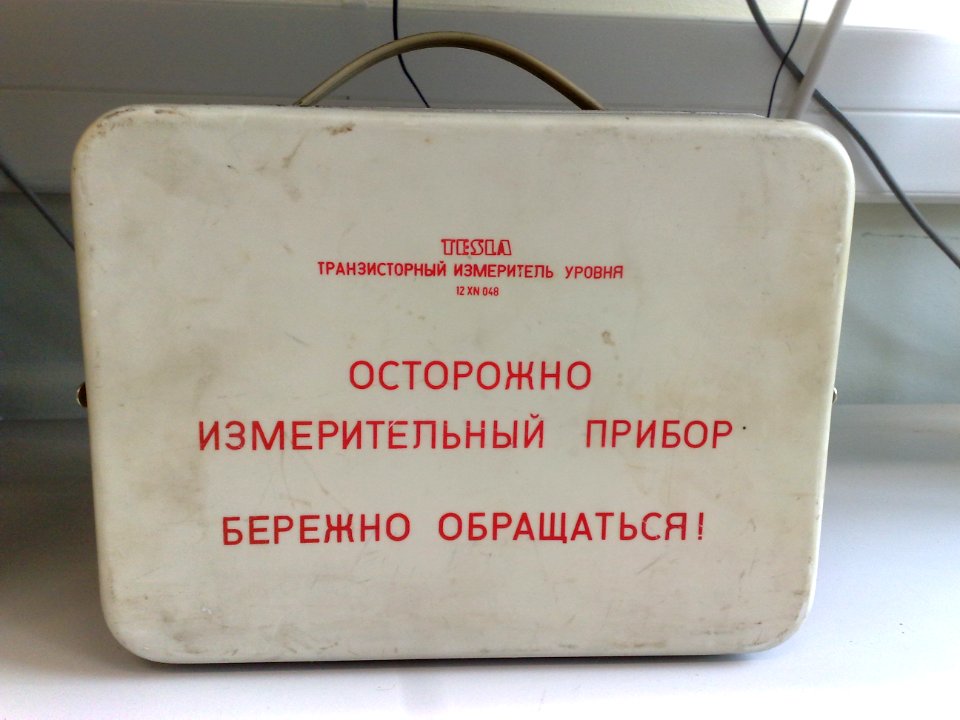 TESLA
ТРАНЗИСТОРНЫЙ ИЗМЕРИТЕЛЬ УРОВНЯ
12 XN 048
ОСТОРОЖНО
ИЗМЕРИТЕЛЬНЫЙ ПРИБОР
БЕРЕЖНО ОБРАЩАТЬСЯ!